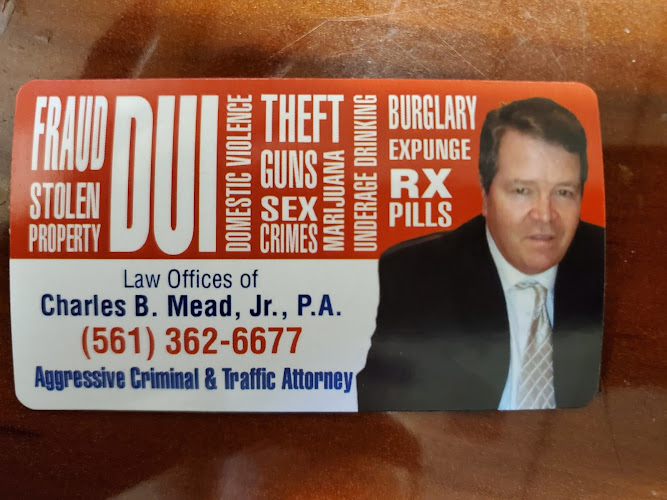 FRAUD
STOLEN
PROPERTY
DUI
DOMESTIC VIOLENCE
THEFT
GUNS
SEX
CRIMES
MARIJUANA
UNDERAGE DRINKING
BURGLARY
EXPUNGE
RX
PILLS
Law Offices of
Charles B. Mead, Jr., P.A.
(561) 362-6677
Aggressive Criminal & Traffic Attorney